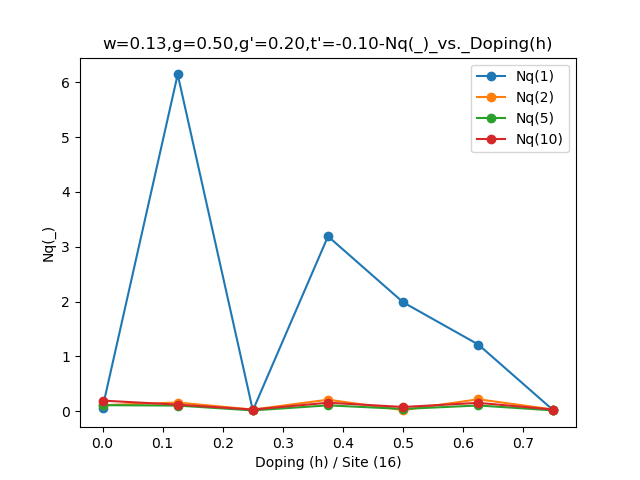 w=0.13,g=0.50,g'=0.20,t'=-0.10-Nq(_)_vs._Doping(h)
Nq(1)
Nq(2)
Nq(5)
Nq(10)
6
5
4
3
2
1
0
Nq(_)
0.0 0.1 0.2 0.3 0.4 0.5 0.6 0.7
Doping (h) / Site (16)